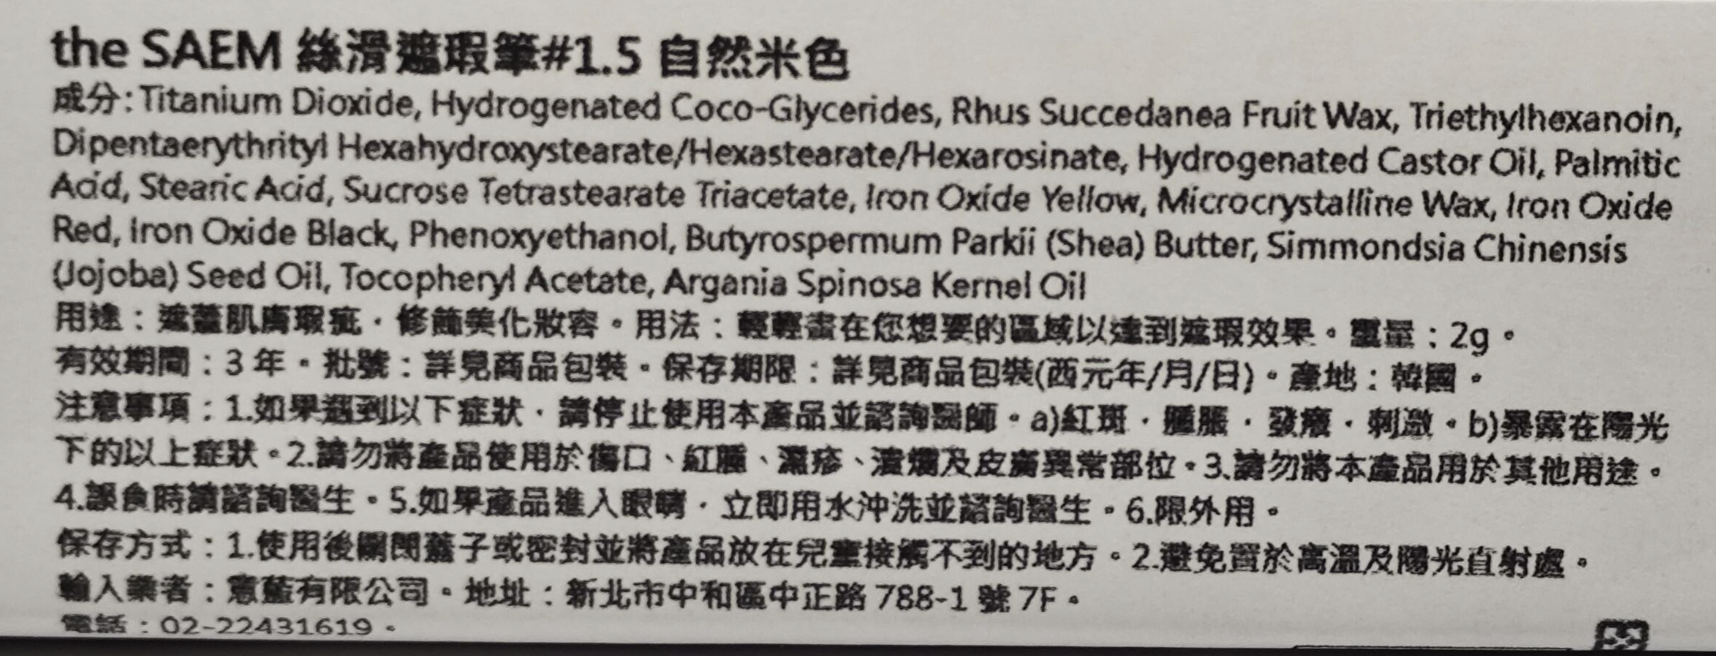 the SAEM 絲滑遮瑕筆#1.5 自然米色
成分: Titanium Dioxide, Hydrogenated Coco-Glycerides, Rhus Succedanea Fruit Wax, Triethylhexanoin,
Dipentaerythrityl Hexahydroxystearate/Hexastearate/Hexarosinate, Hydrogenated Castor Oil, Palmitic
Acid, Stearic Acid, Sucrose Tetrastearate Triacetate, Iron Oxide Yellow, Microcrystalline Wax, Iron Oxide
Red, Iron Oxide Black, Phenoxyethanol, Butyrospermum Parkii (Shea) Butter, Simmondsia Chinensis
(Jojoba) Seed Oil, Tocopheryl Acetate, Argania Spinosa Kernel Oil
用途：遮蓋肌膚瑕疵，修飾美化妝容。用法：輕輕畫在您想要的區域以達到遮瑕效果。重量：2g。
有效期間：3 年。批號：詳見商品包裝。保存期限：詳見商品包裝(西元年/月/日)。產地：韓國。
注意事項：1.如果遇到以下症狀，請停止使用本產品並諮詢醫師。a)紅斑，腫脹，發癢，刺激。b)暴露在陽光
下的以上症狀。2.請勿將產品使用於傷口、紅腫、濕疹、潰爛及皮膚異常部位。3.請勿將本產品用於其他用途。
4.誤食時請諮詢醫生。5.如果產品進入眼睛，立即用水沖洗並諮詢醫生。6.限外用。
保存方式：1.使用後關閉蓋子或密封並將產品放在兒童接觸不到的地方。2.避免置於高溫及陽光直射處。
輸入業者：憲藍有限公司。地址：新北市中和區中正路 788-1 號 7F。
電話：02-22431619。